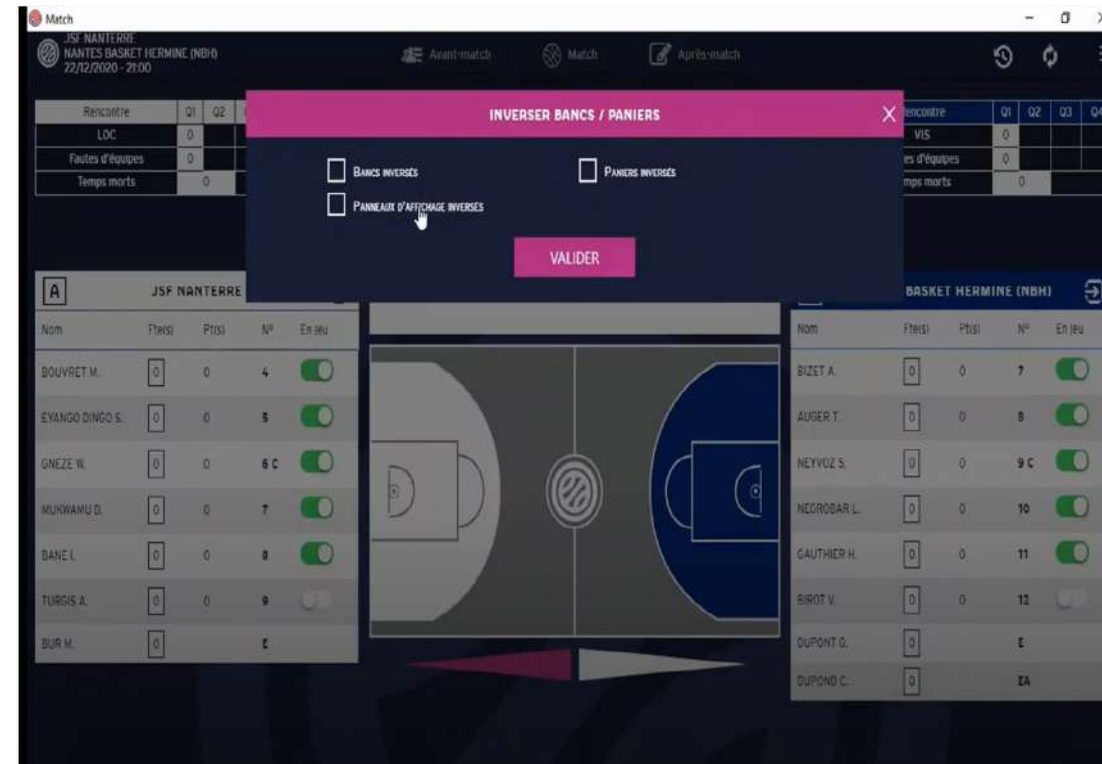 Match
JSF NANTERRE
NANTES BASKET HERMINE (NBH)
22/12/2020 - 21:00
Avant-match
Match
Après-match
Rencontre Q1 Q2
LOC 0
Fautes d'équipes 0
Temps morts 0
INVERSER BANCS / PANIERS
BANCS INVERSÉS
PANIERS INVERSÉS
PANNEAUX D'AFFICHAGE INVERSÉS
VALIDER
encontre Q1 Q2 Q3 Q4
VIS 0
es d'équipes 0
mps morts 0
A JSF NANTERRE
Nom Fte(s) Pt(s) N° En jeu
BOUVRET M. 0 0 4
EYANGO DINGO S. 0 0 5
GNEZE W. 0 0 6 C
MUKWAMU D. 0 0 7
BANE I. 0 0 8
TURGIS A. 0 0 9
BUR M. 0 E
BASKET HERMINE (NBH)
Nom Fte(s) Pt(s) N° En jeu
BIZET A. 0 0 7
AUGER T. 0 0 8
NEYVOZ S. 0 0 9 C
NEGROBAR L. 0 0 10
GAUTHIER H. 0 0 11
BIROT V. 0 0 12
DUPONT G. 0 E
DUPOND C. 0 EA